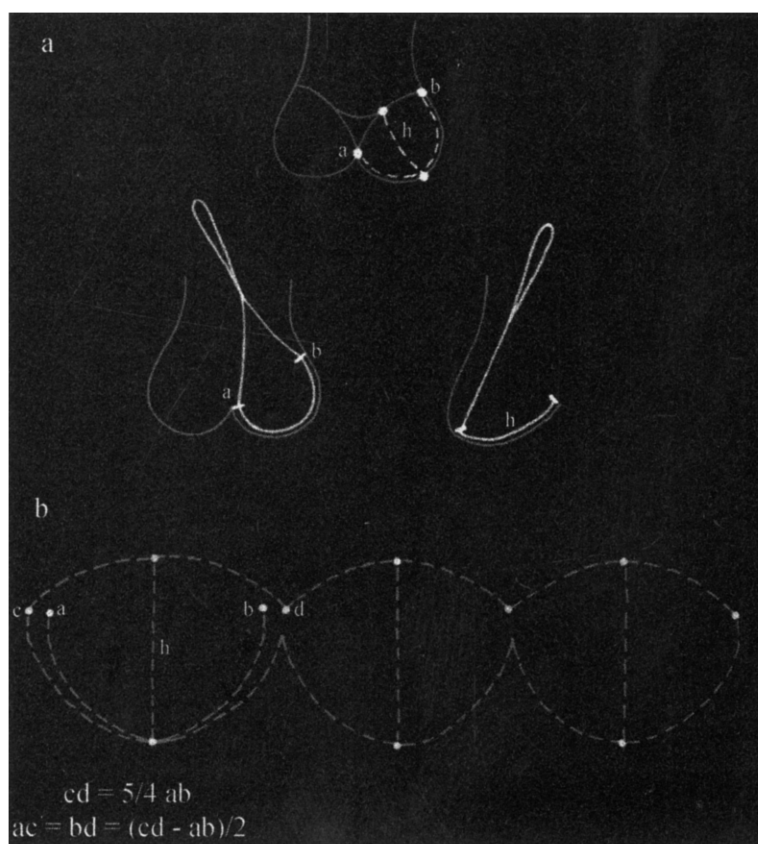 a
b
h
a
b
a
h
b
c a b d
h
cd = 5/4 ab
ac = bd = (cd - ab)/2